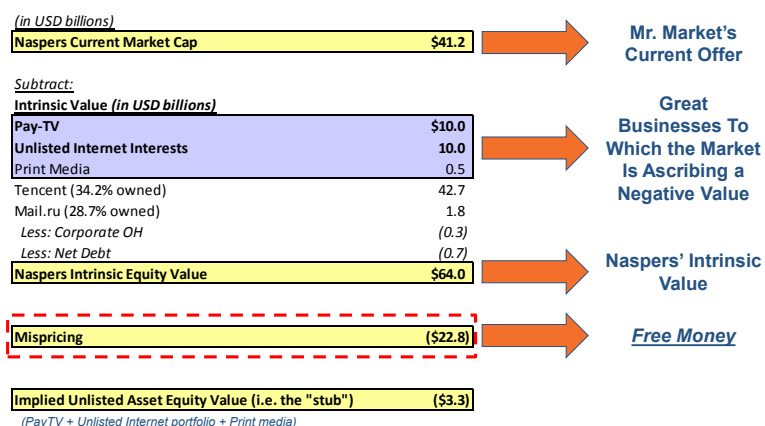 (in USD billions)
Naspers Current Market Cap $41.2
Mr. Market's
Current Offer
Subtract:
Intrinsic Value (in USD billions)
Pay-TV $10.0
Unlisted Internet Interests 10.0
Print Media 0.5
Great
Businesses To
Which the Market
Is Ascribing a
Negative Value
Tencent (34.2% owned) 42.7
Mail.ru (28.7% owned) 1.8
Less: Corporate OH (0.3)
Less: Net Debt (0.7)
Naspers Intrinsic Equity Value $64.0
Naspers' Intrinsic
Value
Mispricing ($22.8)
Free Money
Implied Unlisted Asset Equity Value (i.e. the "stub") ($3.3)
(PayTV + Unlisted Internet portfolio + Print media)